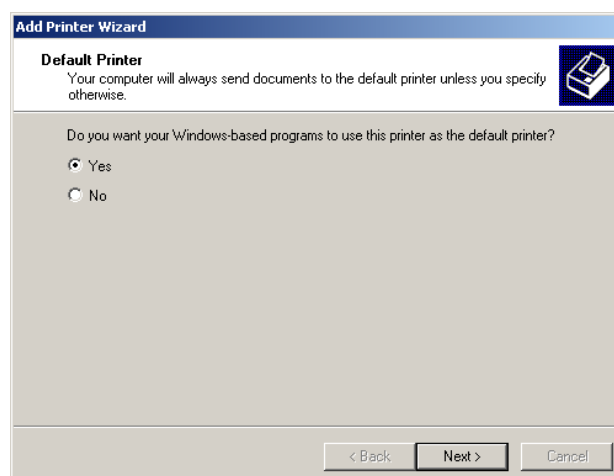 Add Printer Wizard
Default Printer
Your computer will always send documents to the default printer unless you specify
otherwise.
Do you want your Windows-based programs to use this printer as the default printer?
Yes
No
< Back
Next >
Cancel